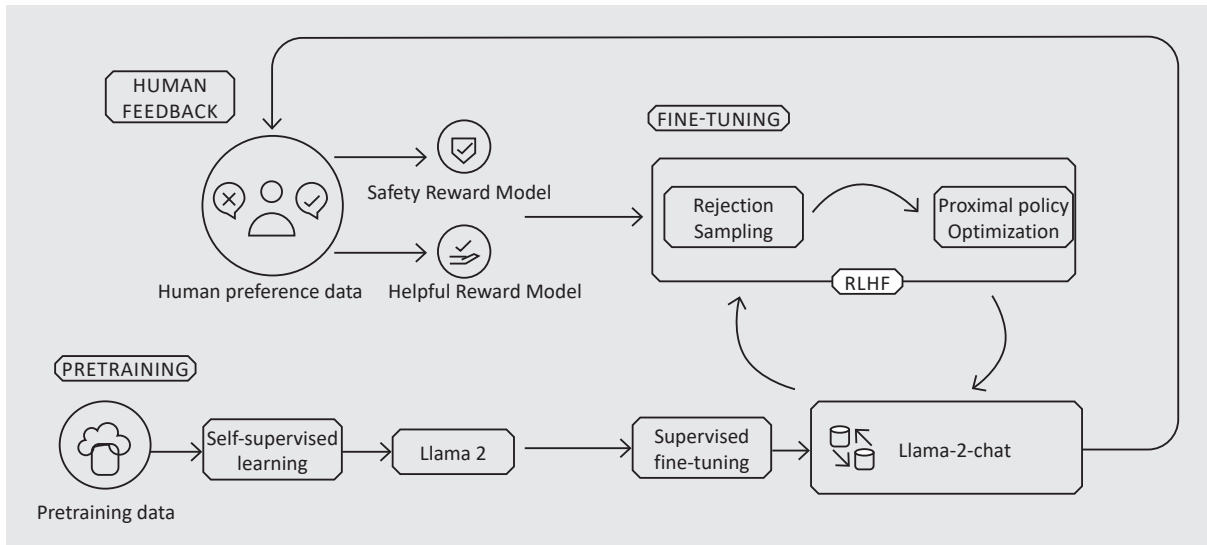 HUMAN
FEEDBACK
FINE-TUNING
Safety Reward Model
Rejection
Sampling
Proximal policy
Optimization
Human preference data
Helpful Reward Model
RLHF
PRETRAINING
Self-supervised
learning
Llama 2
Supervised
fine-tuning
Llama-2-chat
Pretraining data